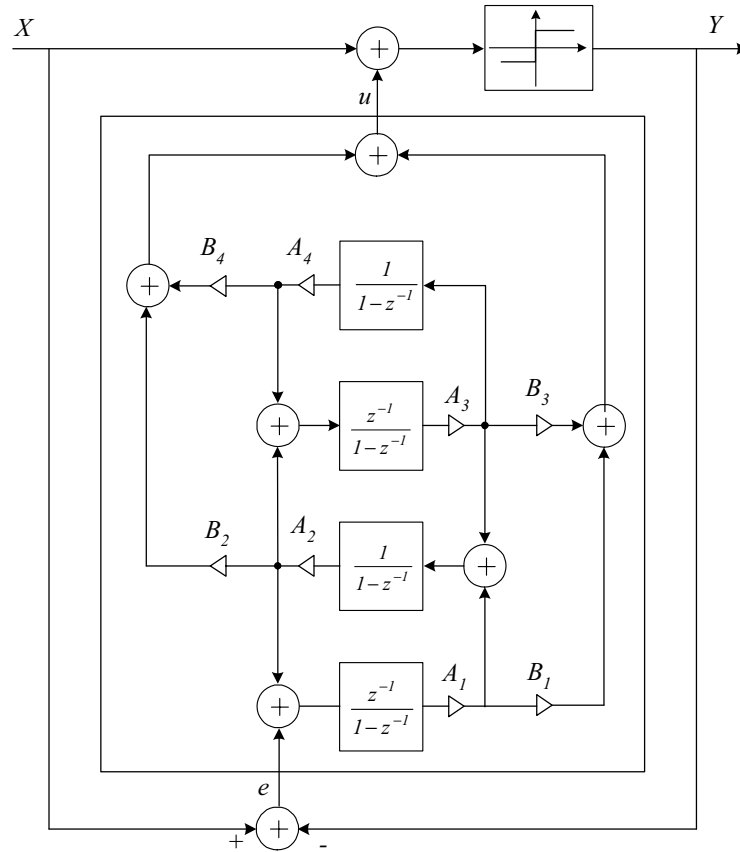 X
Y
+
u
+
B4 A4
+
1
1−z^-1
+
z^-1
1−z^-1
A3
B3
+
B2
A2
1
1−z^-1
+
+
z^-1
1−z^-1
A1
B1
e
+
+
-